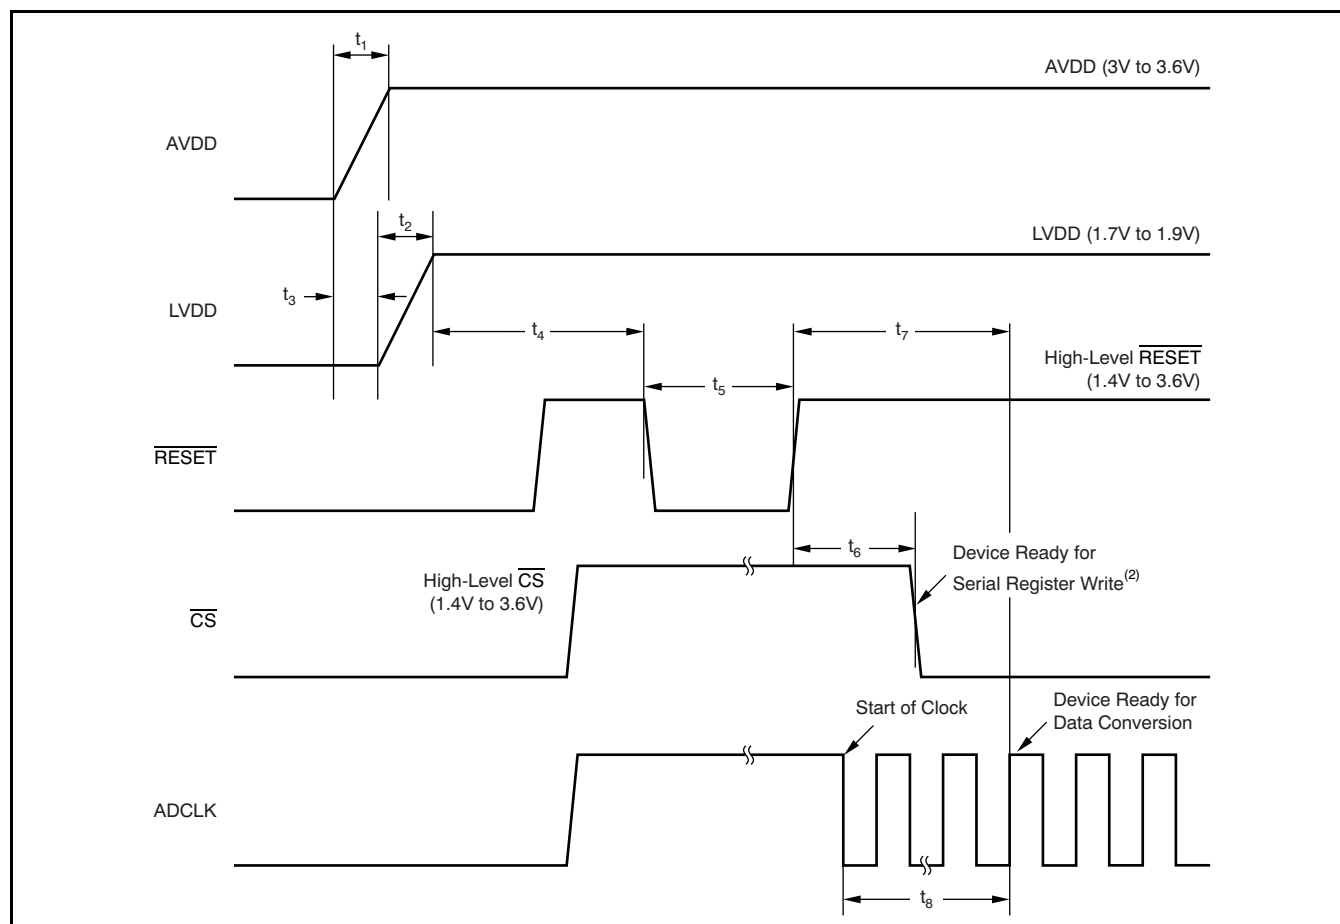 t1
AVDD (3V to 3.6V)
AVDD
t2
LVDD (1.7V to 1.9V)
t3
LVDD
t4
t7
High-Level RESET
(1.4V to 3.6V)
t5
RESET
t6
Device Ready for
Serial Register Write(2)
High-Level CS
(1.4V to 3.6V)
CS
Start of Clock
Device Ready for
Data Conversion
ADCLK
t8